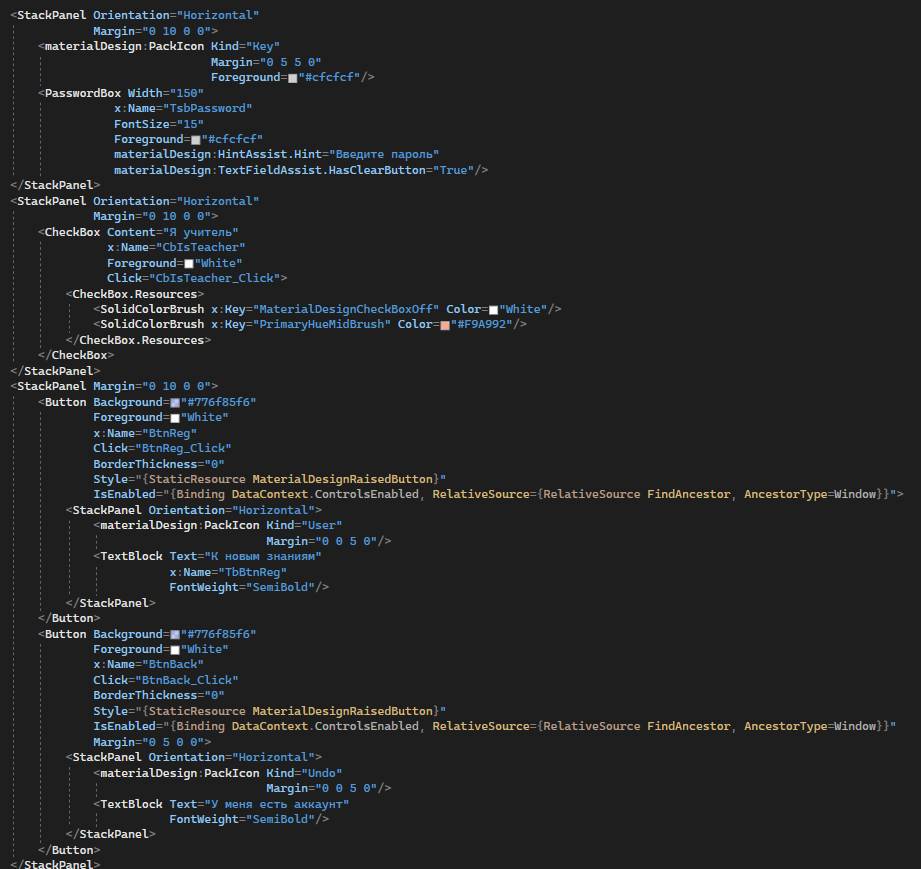 <StackPanel Orientation="Horizontal"
            Margin="0 10 0 0">
    <materialDesign:PackIcon Kind="Key"
                             Margin="0 5 5 0"
                             Foreground="#cfcfcf"/>
    <PasswordBox Width="150"
               x:Name="TsbPassword"
               FontSize="15"
               Foreground="#cfcfcf"
               materialDesign:HintAssist.Hint="Введите пароль"
               materialDesign:TextFieldAssist.HasClearButton="True"/>
</StackPanel>
<StackPanel Orientation="Horizontal"
            Margin="0 10 0 0">
    <CheckBox Content="Я учитель"
              x:Name="CbIsTeacher"
              Foreground="White"
              Click="CbIsTeacher_Click">
        <CheckBox.Resources>
            <SolidColorBrush x:Key="MaterialDesignCheckBoxOff" Color="White"/>
            <SolidColorBrush x:Key="PrimaryHueMidBrush" Color="#F9A992"/>
        </CheckBox.Resources>
    </CheckBox>
</StackPanel>
<StackPanel Margin="0 10 0 0">
    <Button Background="#776f85f6"
            Foreground="White"
            x:Name="BtnReg"
            Click="BtnReg_Click"
            BorderThickness="0"
            Style="{StaticResource MaterialDesignRaisedButton}"
            IsEnabled="{Binding DataContext.ControlsEnabled, RelativeSource={RelativeSource FindAncestor, AncestorType=Window}}">
        <StackPanel Orientation="Horizontal">
            <materialDesign:PackIcon Kind="User"
                                     Margin="0 0 5 0"/>
            <TextBlock Text="К новым знаниям"
                       x:Name="TbBtnReg"
                       FontWeight="SemiBold"/>
        </StackPanel>
    </Button>
    <Button Background="#776f85f6"
            Foreground="White"
            x:Name="BtnBack"
            Click="BtnBack_Click"
            BorderThickness="0"
            Style="{StaticResource MaterialDesignRaisedButton}"
            IsEnabled="{Binding DataContext.ControlsEnabled, RelativeSource={RelativeSource FindAncestor, AncestorType=Window}}"
            Margin="0 5 0 0">
        <StackPanel Orientation="Horizontal">
            <materialDesign:PackIcon Kind="Undo"
                                     Margin="0 0 5 0"/>
            <TextBlock Text="У меня есть аккаунт"
                       FontWeight="SemiBold"/>
        </StackPanel>
    </Button>
</StackPanel>